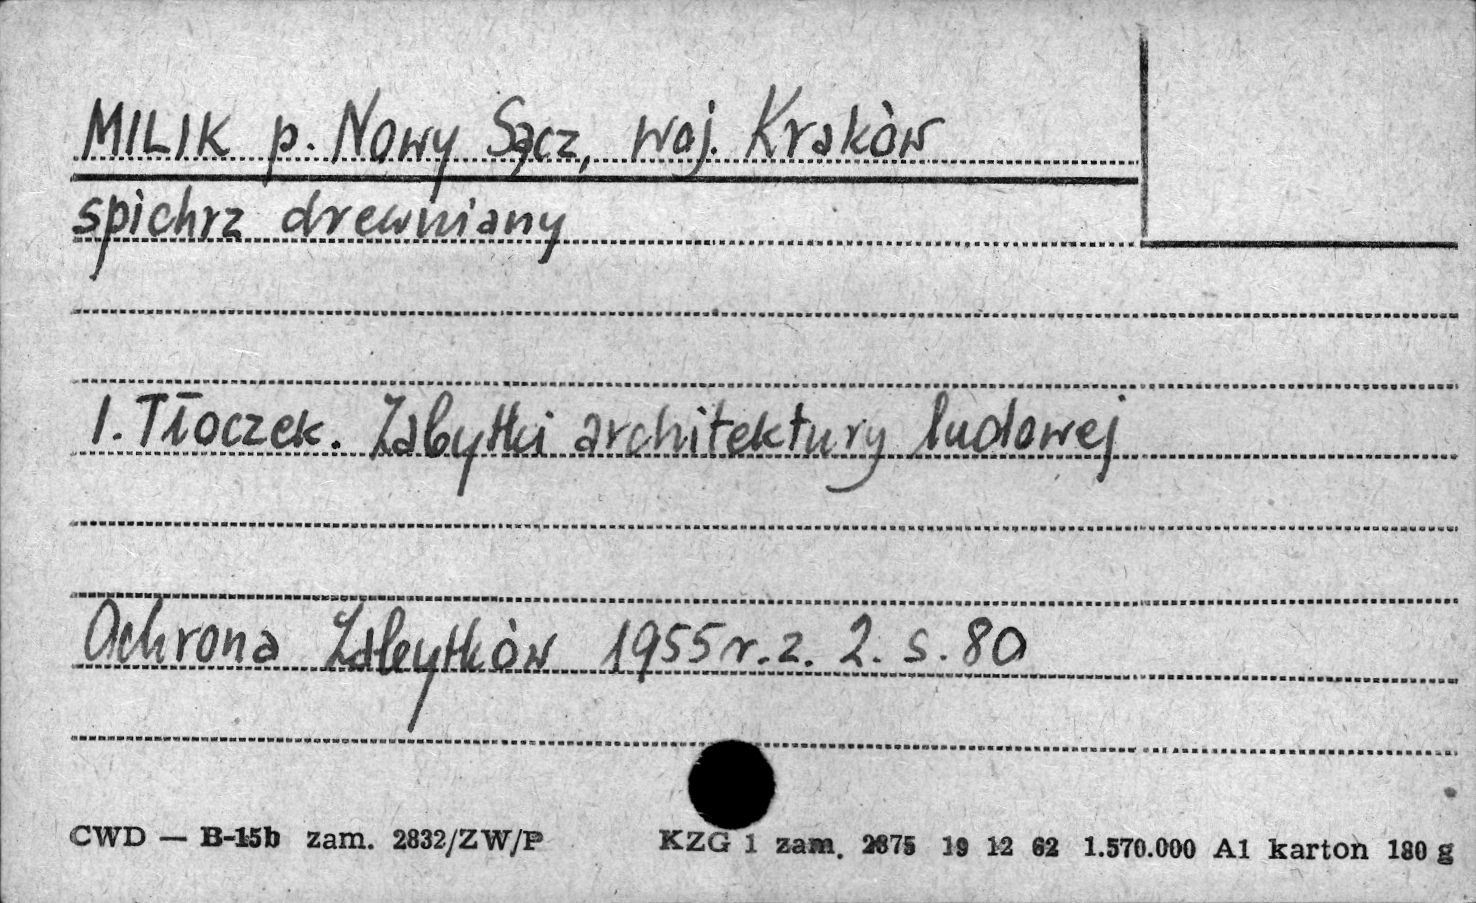 MILIK p. Nowy Sącz, woj. Kraków
spichrz drewniany
I. Tłoczek. Zabytki architektury ludowej
Ochrona Zabytków 1955 r. z. 2. s. 80
CWD — B-15b zam. 2832/ZW/P KZG 1 zam. 2875 19 12 62 1.570.000 A1 karton 180 g